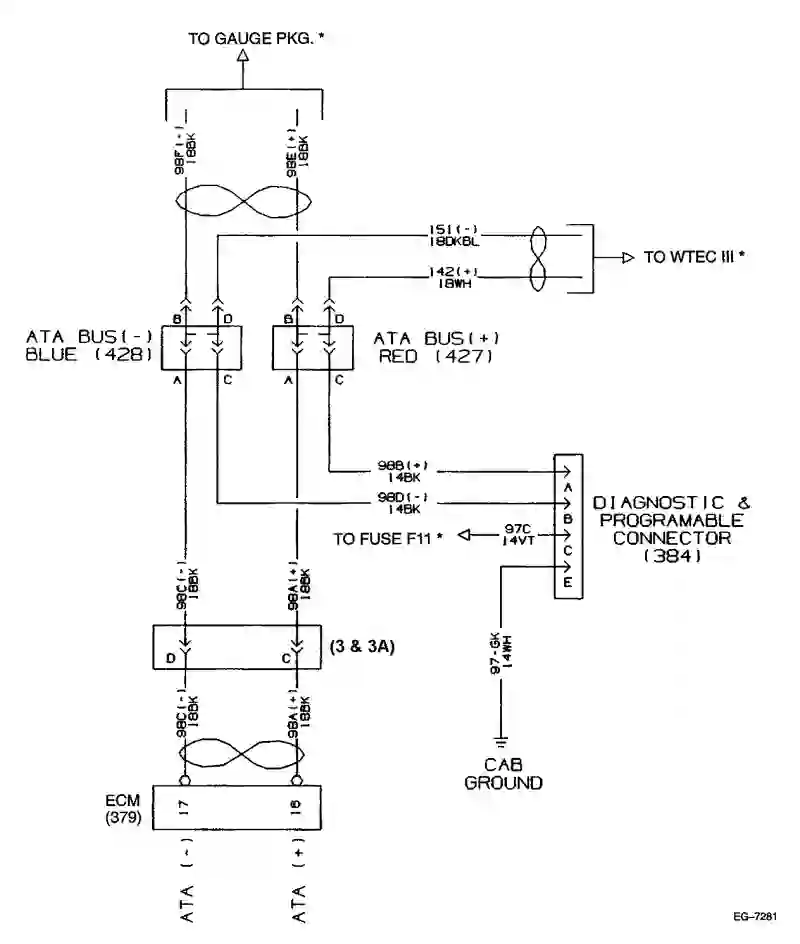 TO GAUGE PKG. *
98F(-)
18BK
98E(+)
18BK
151(-)
18DKBL
TO WTEC III *
142(+)
18WH
B
D
B
D
ATA BUS(-)
BLUE (428)
ATA BUS(+)
RED (427)
A
C
A
C
98B(+)
14BK
A
98D(-)
14BK
B
DIAGNOSTIC &
PROGRAMABLE
CONNECTOR
(384)
TO FUSE F11 *
97C
14VT
C
E
98C(-)
18BK
98A(+)
18BK
97-GK
14WH
D
C
(3 & 3A)
98C(-)
18BK
98A(+)
18BK
CAB
GROUND
ECM
(379)
17
18
ATA (-)
ATA (+)
EG-7281